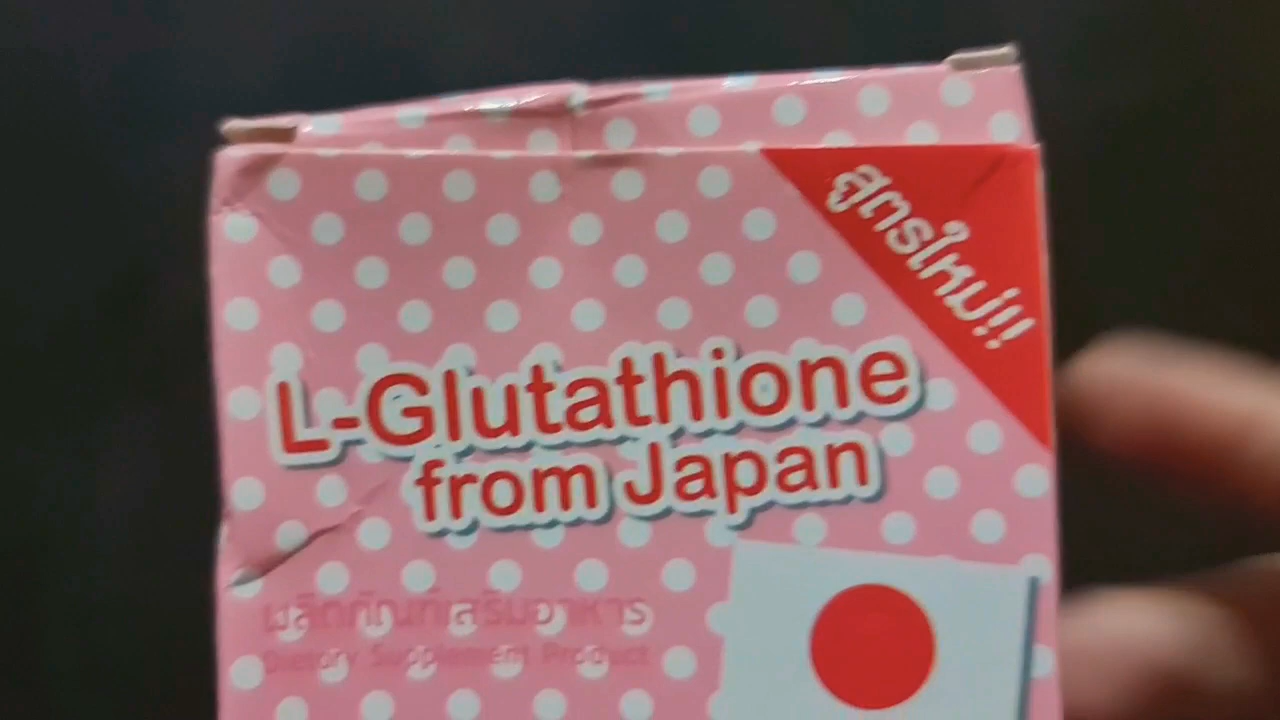 สูตรใหม่!!
L-Glutathione
from Japan
ผลิตภัณฑ์เสริมอาหาร
Dietary Supplement Product